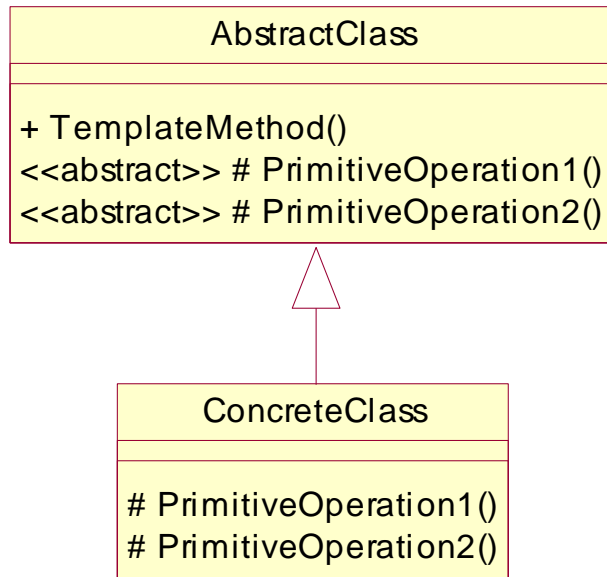 AbstractClass
+ TemplateMethod()
<<abstract>> # PrimitiveOperation1()
<<abstract>> # PrimitiveOperation2()
ConcreteClass
# PrimitiveOperation1()
# PrimitiveOperation2()